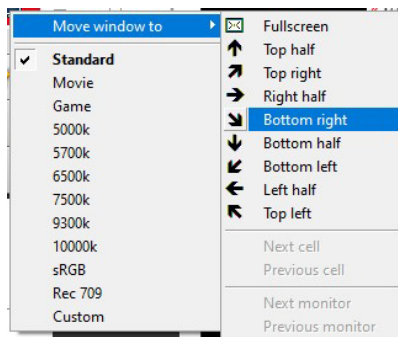 Move window to
Standard
Movie
Game
5000k
5700k
6500k
7500k
9300k
10000k
sRGB
Rec 709
Custom
Fullscreen
Top half
Top right
Right half
Bottom right
Bottom half
Bottom left
Left half
Top left
Next cell
Previous cell
Next monitor
Previous monitor